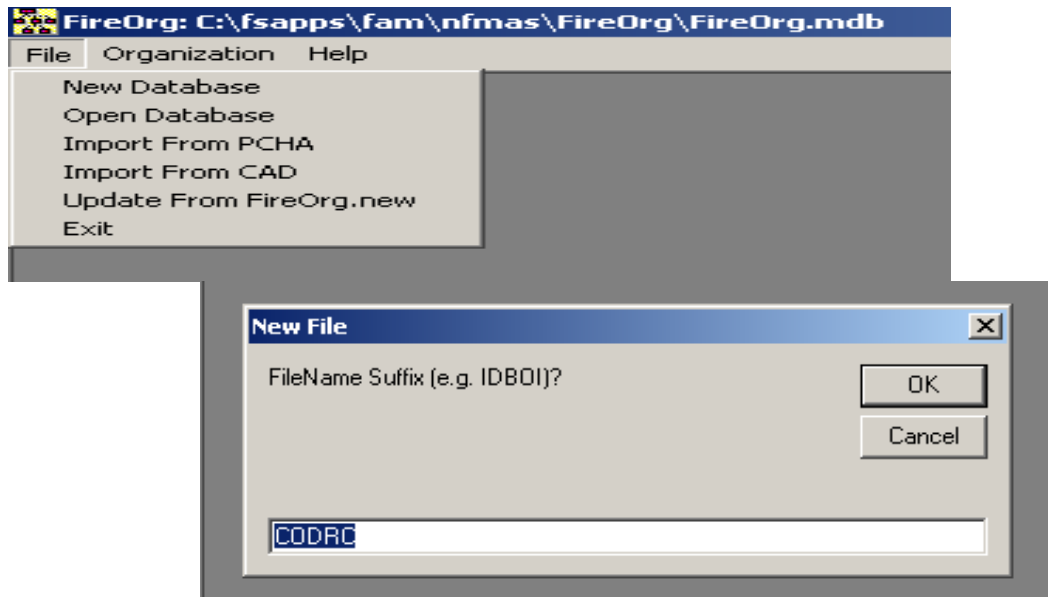 FireOrg: C:\fsapps\fam\nfmas\FireOrg\FireOrg.mdb
File Organization Help
New Database
Open Database
Import From PCHA
Import From CAD
Update From FireOrg.new
Exit
New File
FileName Suffix (e.g. IDBOI)?
OK
Cancel
CODRC